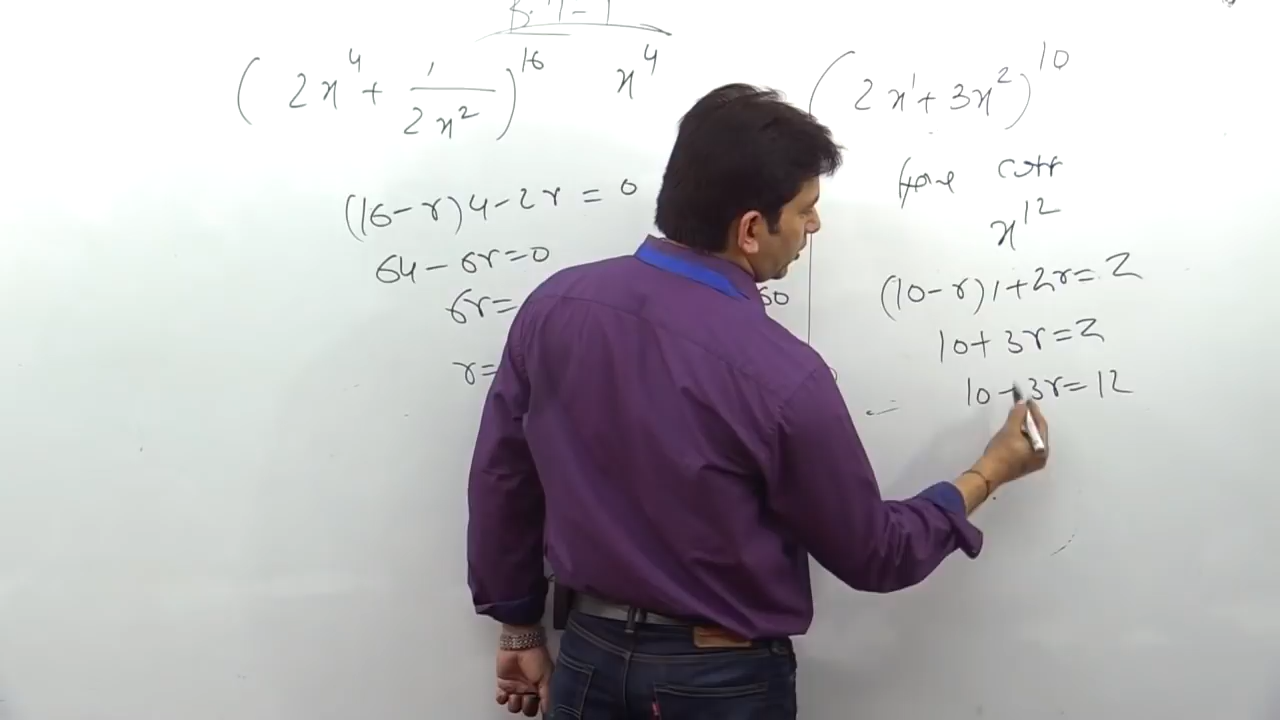 (2x⁴ + 1/2x²)¹⁶ x⁴
(16-r)4-2r = 0
64 - 6r = 0
6r =
r =
60
(2x¹ + 3x²)¹⁰
x¹²
(10-r)1+2r = 2
10+3r = 2
10+3r = 12